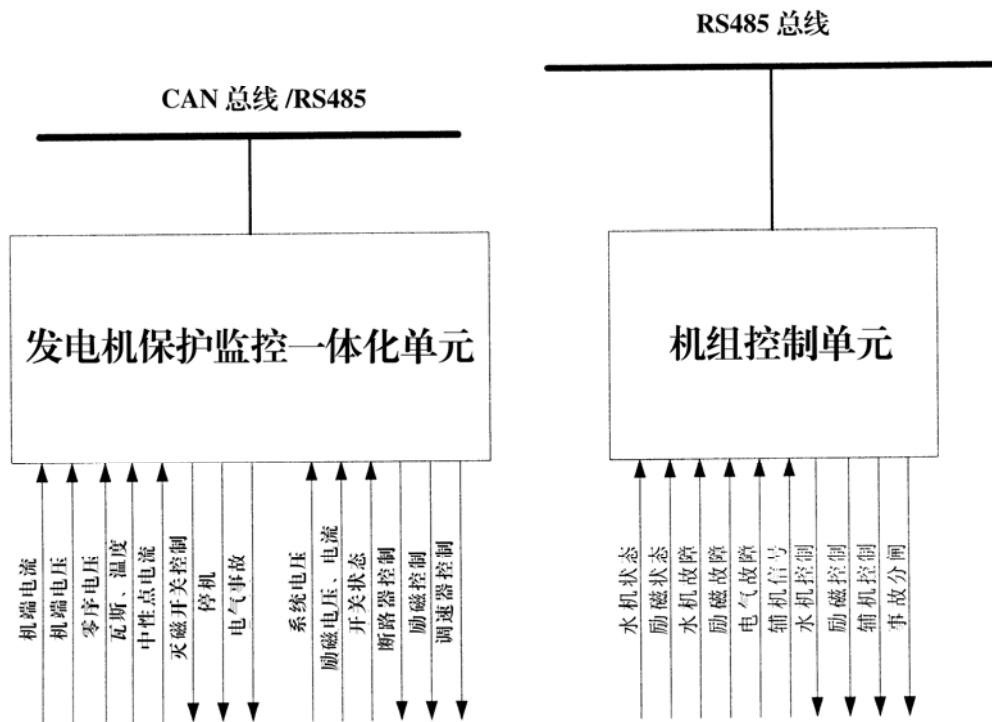 RS485 总线
CAN 总线 /RS485
发电机保护监控一体化单元
机组控制单元
机端电流
机端电压
零序电压
瓦斯、温度
中性点电流
灭磁开关控制
停机
电气事故
系统电压
励磁电压、电流
开关状态
断路器控制
励磁控制
调速器控制
水机状态
励磁状态
水机故障
励磁故障
电气故障
辅机信号
水机控制
励磁控制
辅机控制
事故分闸